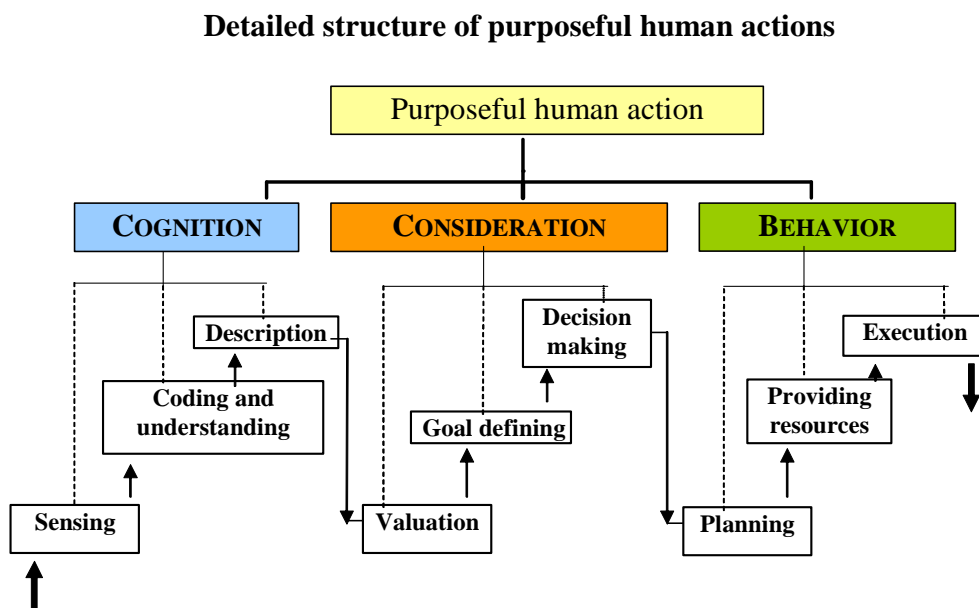 Detailed structure of purposeful human actions
Purposeful human action
COGNITION
CONSIDERATION
BEHAVIOR
Description
Coding and
understanding
Sensing
Decision
making
Goal defining
Valuation
Execution
Providing
resources
Planning